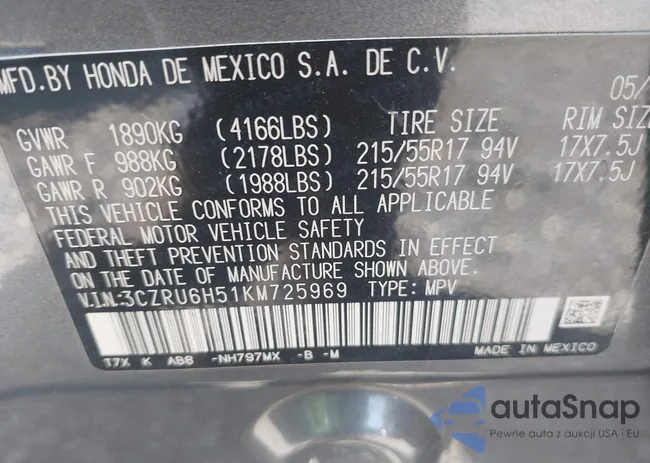 MFD.BY HONDA DE MEXICO S.A. DE C.V.
05/
GVWR 1890KG (4166LBS) TIRE SIZE RIM SIZ
GAWR F 988KG (2178LBS) 215/55R17 94V 17X7.5J
GAWR R 902KG (1988LBS) 215/55R17 94V 17X7.5J
THIS VEHICLE CONFORMS TO ALL APPLICABLE
FEDERAL MOTOR VEHICLE SAFETY
AND THEFT PREVENTION STANDARDS IN EFFECT
ON THE DATE OF MANUFACTURE SHOWN ABOVE.
V.I.N.:3CZRU6H51KM725969 TYPE: MPV
T7X K AB8 -NH797MX -B -M MADE IN MEXICO
autaSnap
Pewne auta z aukcji USA i EU